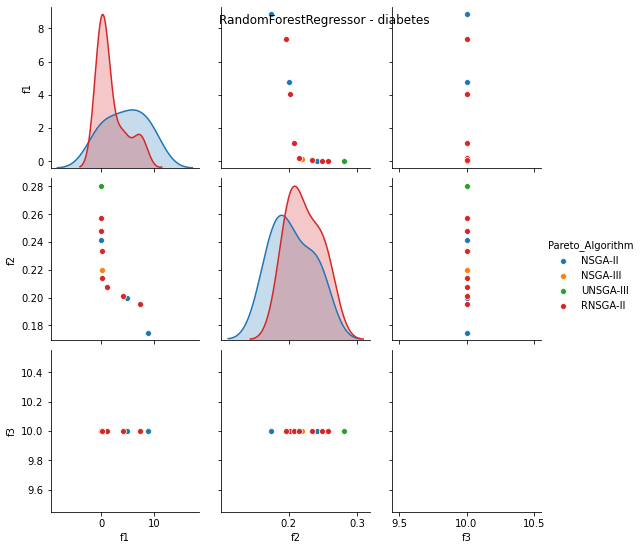 RandomForestRegressor - diabetes
8
6
4
2
0
f1
0.28
0.26
0.24
0.22
0.20
0.18
f2
Pareto_Algorithm
NSGA-II
NSGA-III
UNSGA-III
RNSGA-II
10.4
10.2
10.0
9.8
9.6
f3
0 10
0.2 0.3
9.5 10.0 10.5
f1
f2
f3